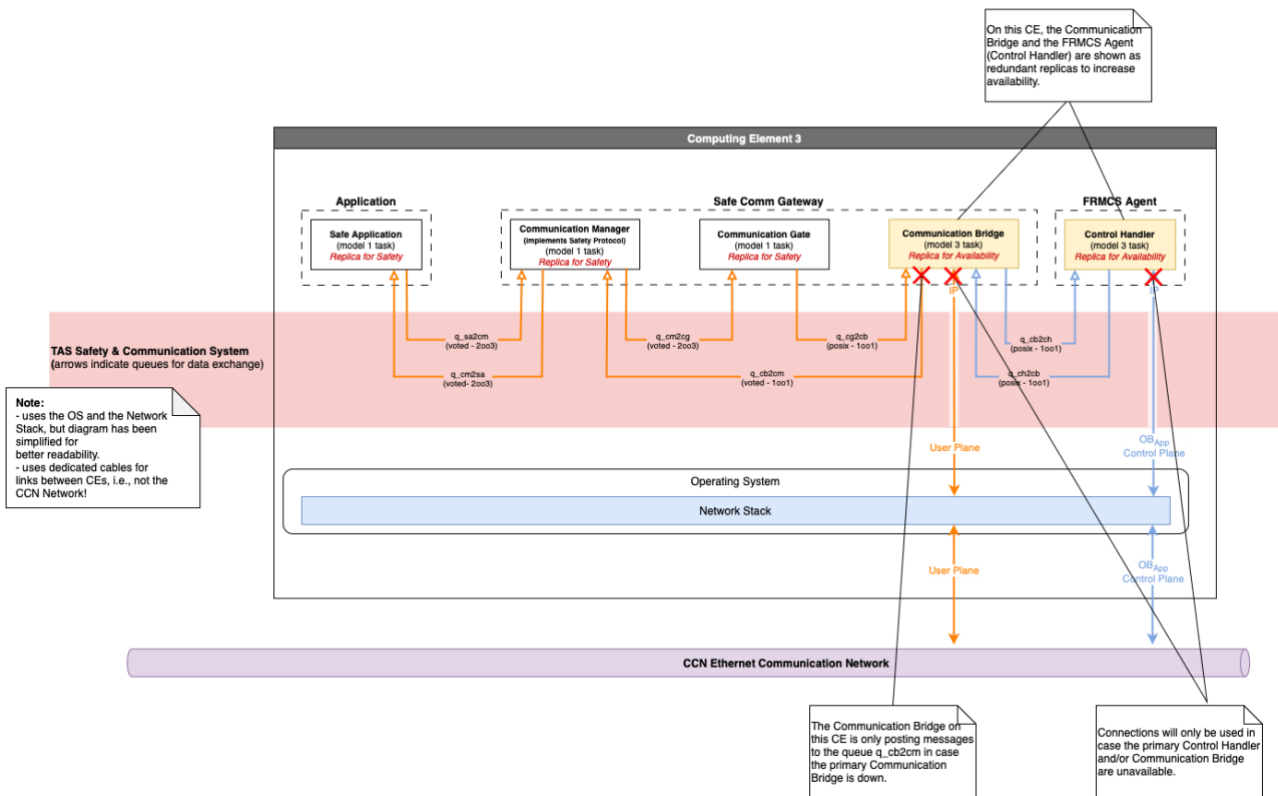 On this CE, the Communication
Bridge and the FRMCS Agent
(Control Handler) are shown as
redundant replicas to increase
availability.
Computing Element 3
Application
Safe Comm Gateway
FRMCS Agent
Safe Application
(model 1 task)
Replica for Safety
Communication Manager
(implements Safety Protocol)
(model 1 task)
Replica for Safety
Communication Gate
(model 1 task)
Replica for Safety
Communication Bridge
(model 3 task)
Replica for Availability
Control Handler
(model 3 task)
Replica for Availability
IP
IP
q_sa2cm
(voted - 2oo3)
q_cm2cg
(voted - 2oo3)
q_cg2cb
(posix - 1oo1)
q_cb2ch
(posix - 1oo1)
TAS Safety & Communication System
(arrows indicate queues for data exchange)
q_cm2sa
(voted- 2oo3)
q_cb2cm
(voted - 1oo1)
q_ch2cb
(posix - 1oo1)
Note:
- uses the OS and the Network
Stack, but diagram has been
simplified for
better readability.
- uses dedicated cables for
links between CEs, i.e., not the
CCN Network!
User Plane
OBApp
Control Plane
Operating System
Network Stack
User Plane
OBApp
Control Plane
CCN Ethernet Communication Network
The Communication Bridge on
this CE is only posting messages
to the queue q_cb2cm in case
the primary Communication
Bridge is down.
Connections will only be used in
case the primary Control Handler
and/or Communication Bridge
are unavailable.